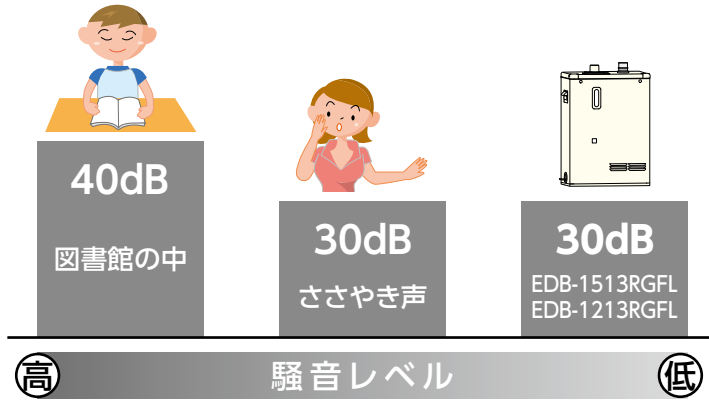 40dB
図書館の中
30dB
ささやき声
30dB
EDB-1513RGFL
EDB-1213RGFL
高 騒音レベル 低